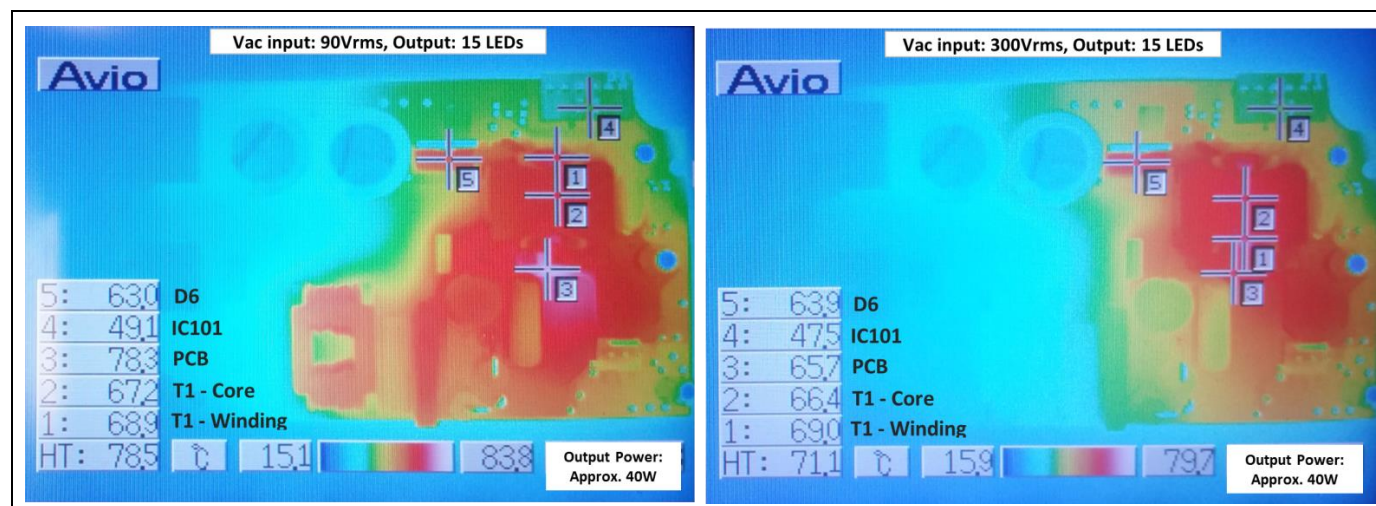 Vac input: 90Vrms, Output: 15 LEDs
Avio
4
1
5
2
3
5: 63.0 D6
4: 49.1 IC101
3: 78.3 PCB
2: 67.2 T1 - Core
1: 68.9 T1 - Winding
HT: 78.5 ℃ 15.1 83.8
Output Power:
Approx. 40W
Vac input: 300Vrms, Output: 15 LEDs
Avio
4
5
2
1
3
5: 63.9 D6
4: 47.5 IC101
3: 65.7 PCB
2: 66.4 T1 - Core
1: 69.0 T1 - Winding
HT: 71.1 ℃ 15.9 79.7
Output Power:
Approx. 40W